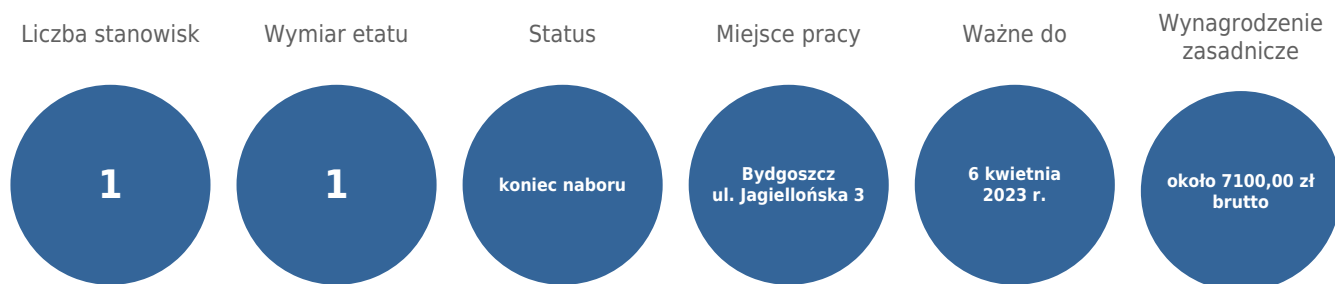 Liczba stanowisk
1
Wymiar etatu
1
Status
koniec naboru
Miejsce pracy
Bydgoszcz
ul. Jagiellońska 3
Ważne do
6 kwietnia
2023 r.
Wynagrodzenie
zasadnicze
około 7100,00 zł
brutto